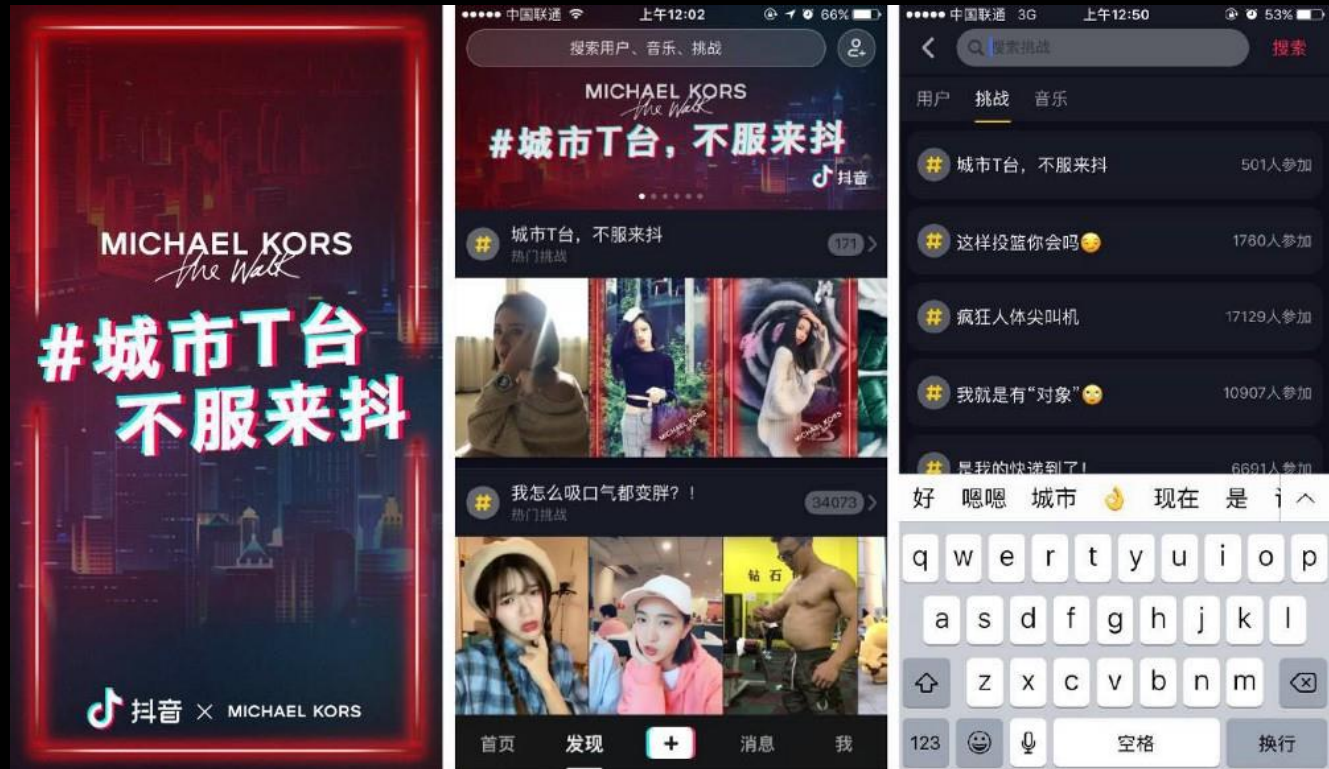 MICHAEL KORS
the Walk
#城市T台
不服来抖
抖音 × MICHAEL KORS
中国联通
上午12:02
66%
搜索用户、音乐、挑战
MICHAEL KORS
the Walk
#城市T台，不服来抖
抖音
城市T台，不服来抖
171
热门挑战
MICHAEL KORS
the Walk
MICHAEL KORS
the Walk
我怎么吸口气都变胖？！
34073
热门挑战
钻石
首页 发现 + 消息 我
中国联通 3G
上午12:50
53%
搜索挑战
搜索
用户 挑战 音乐
# 城市T台，不服来抖 501人参加
# 这样投篮你会吗😏 1760人参加
# 疯狂人体尖叫机 17129人参加
# 我就是有“对象”🙄 10907人参加
# 是我的快递到了！ 6691人参加
好 嗯嗯 城市 👌 现在 是
q w e r t y u i o p
a s d f g h j k l
z x c v b n m
123 空格 换行